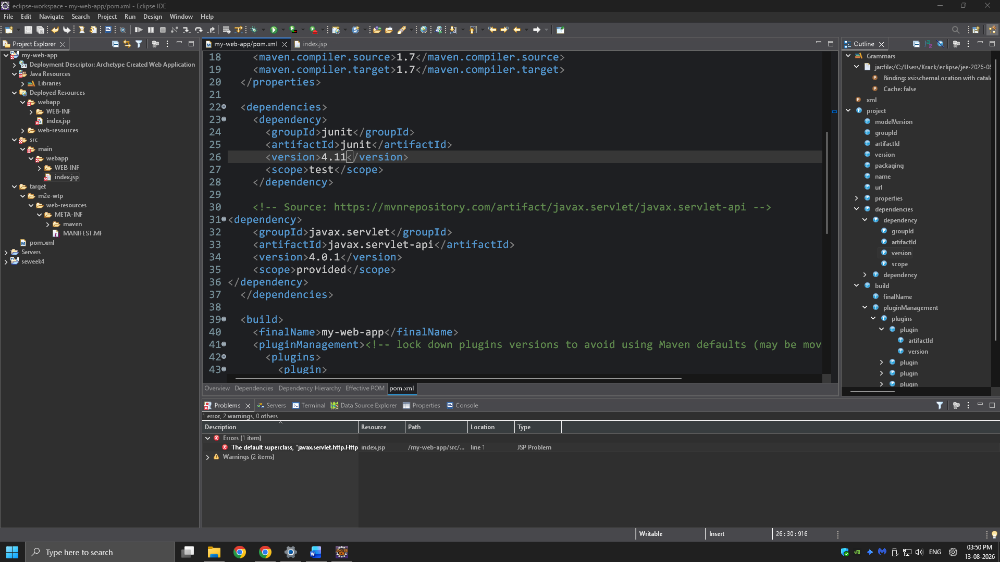 eclipse-workspace - my-web-app/pom.xml - Eclipse IDE
File Edit Navigate Search Project Run Design Window Help
Project Explorer
my-web-app
Deployment Descriptor: Archetype Created Web Application
Java Resources
Libraries
Deployed Resources
webapp
WEB-INF
index.jsp
web-resources
src
main
webapp
WEB-INF
index.jsp
target
m2e-wtp
web-resources
META-INF
maven
MANIFEST.MF
pom.xml
Servers
seweek4
my-web-app/pom.xml
index.jsp
18 <maven.compiler.source>1.7</maven.compiler.source>
19 <maven.compiler.target>1.7</maven.compiler.target>
20 </properties>
21
22 <dependencies>
23 <dependency>
24 <groupId>junit</groupId>
25 <artifactId>junit</artifactId>
26 <version>4.11</version>
27 <scope>test</scope>
28 </dependency>
29
30 <!-- Source: https://mvnrepository.com/artifact/javax.servlet/javax.servlet-api -->
31 <dependency>
32 <groupId>javax.servlet</groupId>
33 <artifactId>javax.servlet-api</artifactId>
34 <version>4.0.1</version>
35 <scope>provided</scope>
36 </dependency>
37 </dependencies>
38
39 <build>
40 <finalName>my-web-app</finalName>
41 <pluginManagement><!-- lock down plugins versions to avoid using Maven defaults (may be mov
42 <plugins>
43 <plugin>
Overview Dependencies Dependency Hierarchy Effective POM pom.xml
Outline
Grammars
jar:file:/C:/Users/Krack/eclipse/jee-2026-06
Binding: xsi:schemaLocation with catalo
Cache: false
xml
project
modelVersion
groupId
artifactId
version
packaging
name
url
properties
dependencies
dependency
groupId
artifactId
version
scope
dependency
build
finalName
pluginManagement
plugins
plugin
artifactId
version
plugin
plugin
plugin
Problems Servers Terminal Data Source Explorer Properties Console
1 error, 2 warnings, 0 others
Description Resource Path Location Type
Errors (1 item)
The default superclass, "javax.servlet.http.Http index.jsp /my-web-app/src/... line 1 JSP Problem
Warnings (2 items)
Writable Insert 26 : 30 : 916
Type here to search
ENG
03:50 PM
13-08-2026